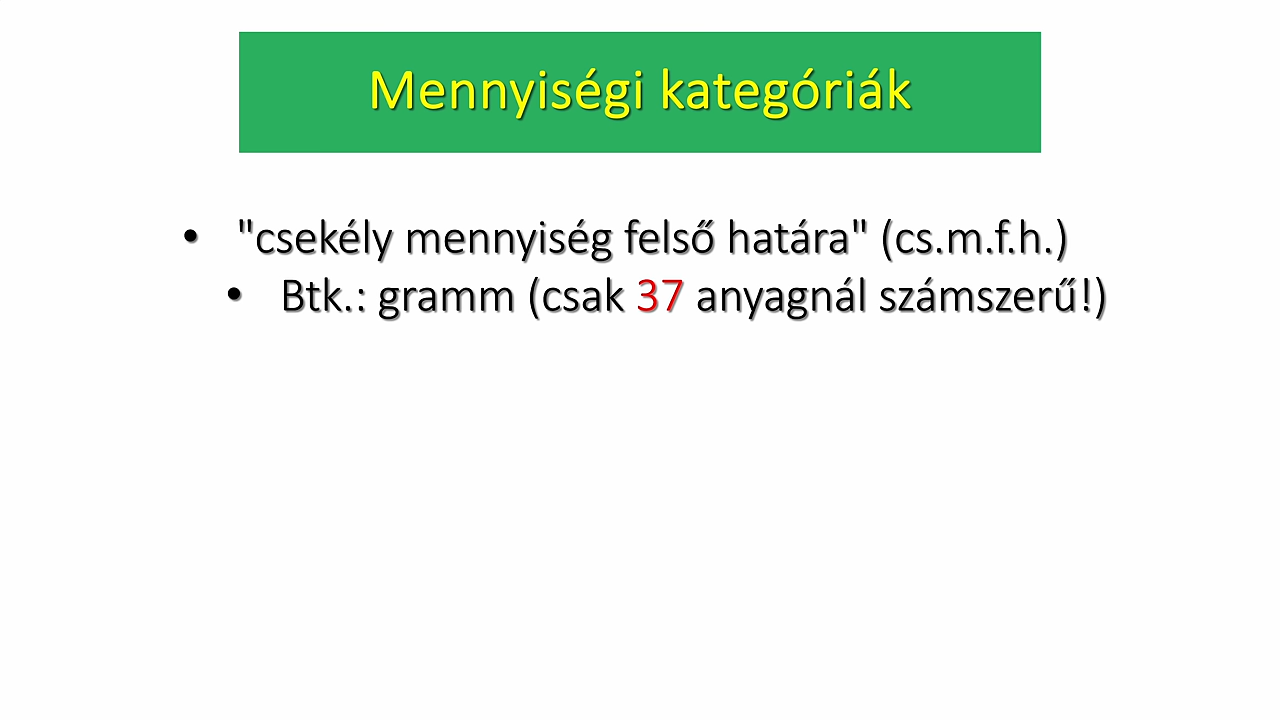 Mennyiségi kategóriák
• "csekély mennyiség felső határa" (cs.m.f.h.)
• Btk.: gramm (csak 37 anyagnál számszerű!)